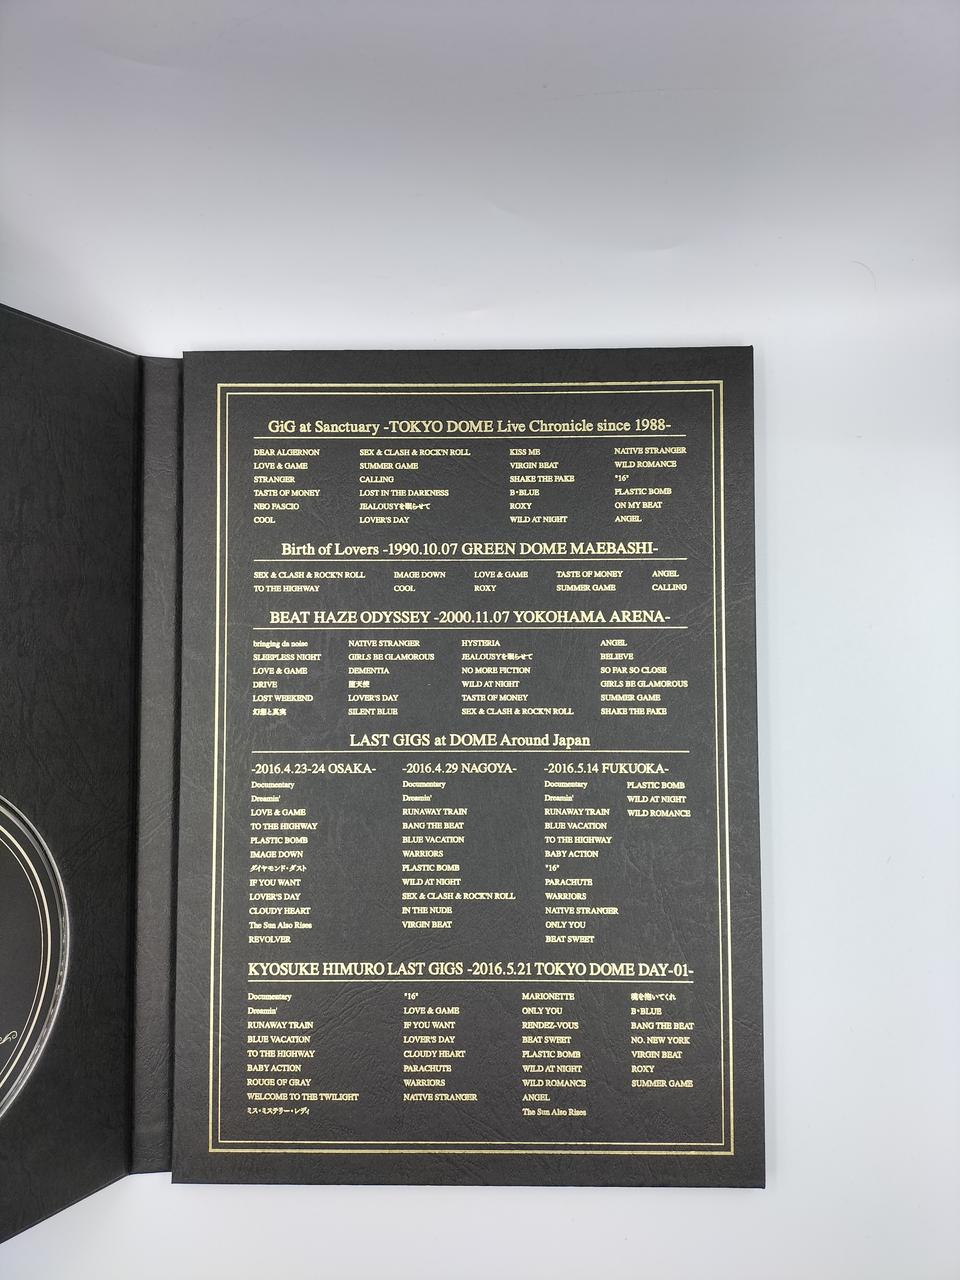 GiG at Sanctuary -TOKYO DOME Live Chronicle since 1988-
DEAR ALGERNON
LOVE & GAME
STRANGER
TASTE OF MONEY
NEO FASCIO
COOL
SEX & CLASH & ROCK'N ROLL
SUMMER GAME
CALLING
LOST IN THE DARKNESS
JEALOUSYを眠らせて
LOVER'S DAY
KISS ME
VIRGIN BEAT
SHAKE THE FAKE
B・BLUE
ROXY
WILD AT NIGHT
NATIVE STRANGER
WILD ROMANCE
"16"
PLASTIC BOMB
ON MY BEAT
ANGEL
Birth of Lovers -1990.10.07 GREEN DOME MAEBASHI-
SEX & CLASH & ROCK'N ROLL
TO THE HIGHWAY
IMAGE DOWN
COOL
LOVE & GAME
ROXY
TASTE OF MONEY
SUMMER GAME
ANGEL
CALLING
BEAT HAZE ODYSSEY -2000.11.07 YOKOHAMA ARENA-
bringing da noise
SLEEPLESS NIGHT
LOVE & GAME
DRIVE
LOST WEEKEND
幻想と真実
NATIVE STRANGER
GIRLS BE GLAMOROUS
DEMENTIA
堕天使
LOVER'S DAY
SILENT BLUE
HYSTERIA
JEALOUSYを眠らせて
NO MORE FICTION
WILD AT NIGHT
TASTE OF MONEY
SEX & CLASH & ROCK'N ROLL
ANGEL
BELIEVE
SO FAR SO CLOSE
GIRLS BE GLAMOROUS
SUMMER GAME
SHAKE THE FAKE
LAST GIGS at DOME Around Japan
-2016.4.23-24 OSAKA-
Documentary
Dreamin'
LOVE & GAME
TO THE HIGHWAY
PLASTIC BOMB
IMAGE DOWN
ダイヤモンド・ダスト
IF YOU WANT
LOVER'S DAY
CLOUDY HEART
The Sun Also Rises
REVOLVER
-2016.4.29 NAGOYA-
Documentary
Dreamin'
RUNAWAY TRAIN
BANG THE BEAT
BLUE VACATION
WARRIORS
PLASTIC BOMB
WILD AT NIGHT
SEX & CLASH & ROCK'N ROLL
IN THE NUDE
VIRGIN BEAT
-2016.5.14 FUKUOKA-
Documentary
Dreamin'
RUNAWAY TRAIN
BLUE VACATION
TO THE HIGHWAY
BABY ACTION
"16"
PARACHUTE
WARRIORS
NATIVE STRANGER
ONLY YOU
BEAT SWEET
PLASTIC BOMB
WILD AT NIGHT
WILD ROMANCE
KYOSUKE HIMURO LAST GIGS -2016.5.21 TOKYO DOME DAY-01-
Documentary
Dreamin'
RUNAWAY TRAIN
BLUE VACATION
TO THE HIGHWAY
BABY ACTION
ROUGE OF GRAY
WELCOME TO THE TWILIGHT
ミス・ミステリー・レディ
"16"
LOVE & GAME
IF YOU WANT
LOVER'S DAY
CLOUDY HEART
PARACHUTE
WARRIORS
NATIVE STRANGER
MARIONETTE
ONLY YOU
RENDEZ-VOUS
BEAT SWEET
PLASTIC BOMB
WILD AT NIGHT
WILD ROMANCE
ANGEL
The Sun Also Rises
魂を抱いてくれ
B・BLUE
BANG THE BEAT
NO. NEW YORK
VIRGIN BEAT
ROXY
SUMMER GAME